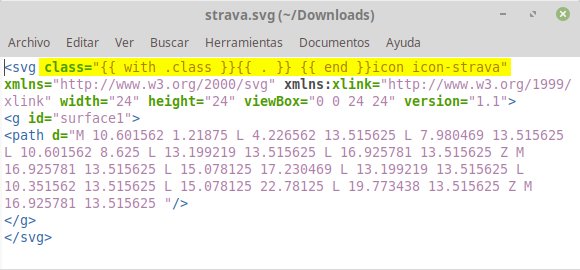 strava.svg (~/Downloads)
Archivo Editar Ver Buscar Herramientas Documentos Ayuda
<svg class="{{ with .class }}{{ . }} {{ end }}icon icon-strava"
xmlns="http://www.w3.org/2000/svg" xmlns:xlink="http://www.w3.org/1999/
xlink" width="24" height="24" viewBox="0 0 24 24" version="1.1">
<g id="surface1">
<path d="M 10.601562 1.21875 L 4.226562 13.515625 L 7.980469 13.515625
L 10.601562 8.625 L 13.199219 13.515625 L 16.925781 13.515625 Z M
16.925781 13.515625 L 15.078125 17.230469 L 13.199219 13.515625 L
10.351562 13.515625 L 15.078125 22.78125 L 19.773438 13.515625 Z M
16.925781 13.515625 "/>
</g>
</svg>